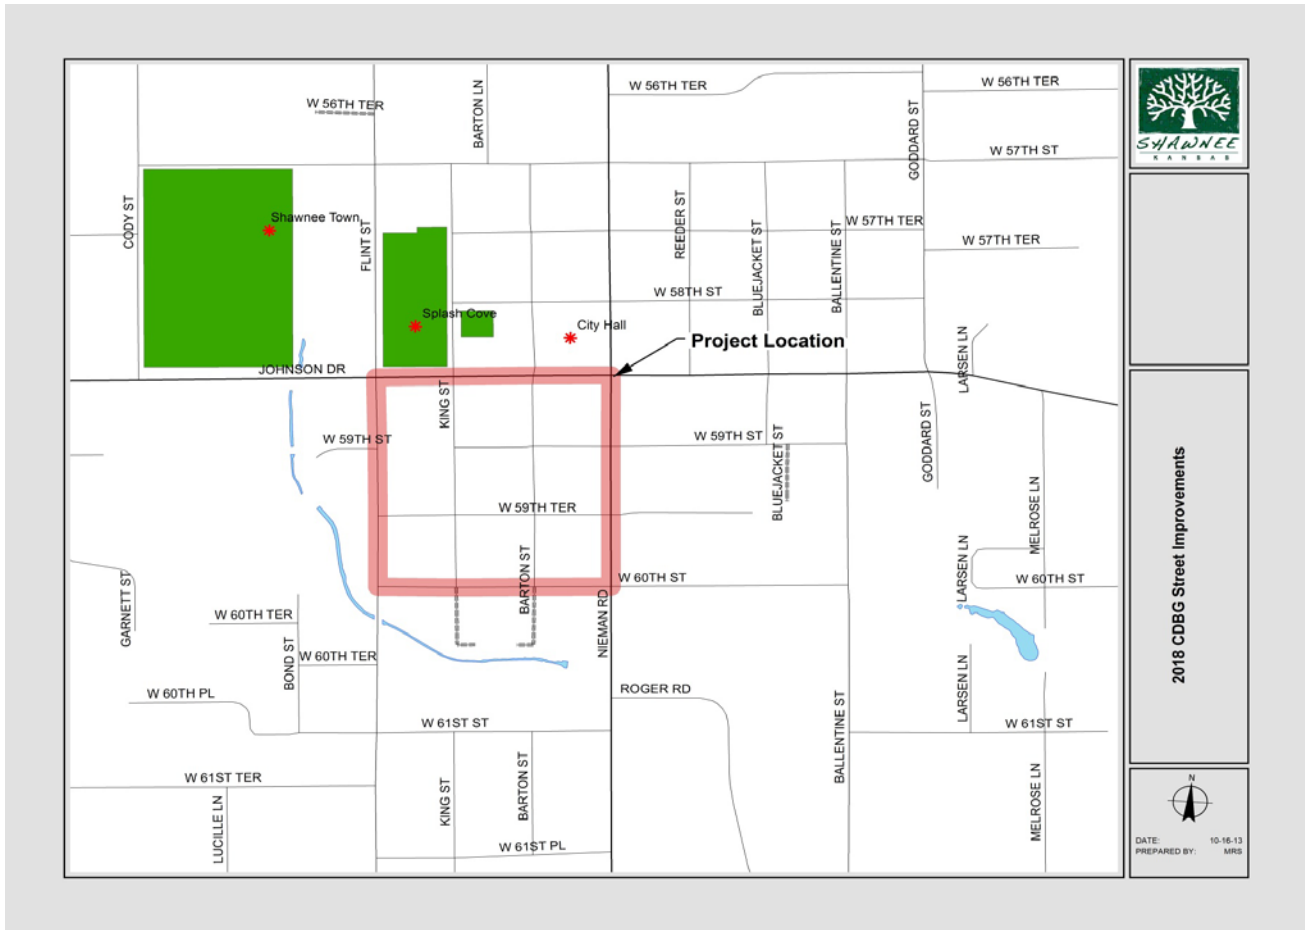 W 56TH TER
BARTON LN
W 56TH TER
W 56TH TER
GODDARD ST
W 57TH ST
SHAWNEE
KANSAS
CODY ST
Shawnee Town
FLINT ST
REEDER ST
BLUEJACKET ST
BALLENTINE ST
W 57TH TER
W 57TH TER
W 58TH ST
Splash Cove
City Hall
Project Location
LARSEN LN
JOHNSON DR
KING ST
W 59TH ST
W 59TH ST
BLUEJACKET ST
GODDARD ST
W 59TH TER
MELROSE LN
2018 CDBG Street Improvements
GARNETT ST
BARTON ST
W 60TH ST
NIEMAN RD
LARSEN LN
W 60TH ST
W 60TH TER
BOND ST
W 60TH TER
W 60TH PL
ROGER RD
LARSEN LN
W 61ST ST
BALLENTINE ST
W 61ST ST
W 61ST TER
LUCILLE LN
KING ST
BARTON ST
MELROSE LN
W 61ST PL
N
DATE: 10-16-13
PREPARED BY: MRS